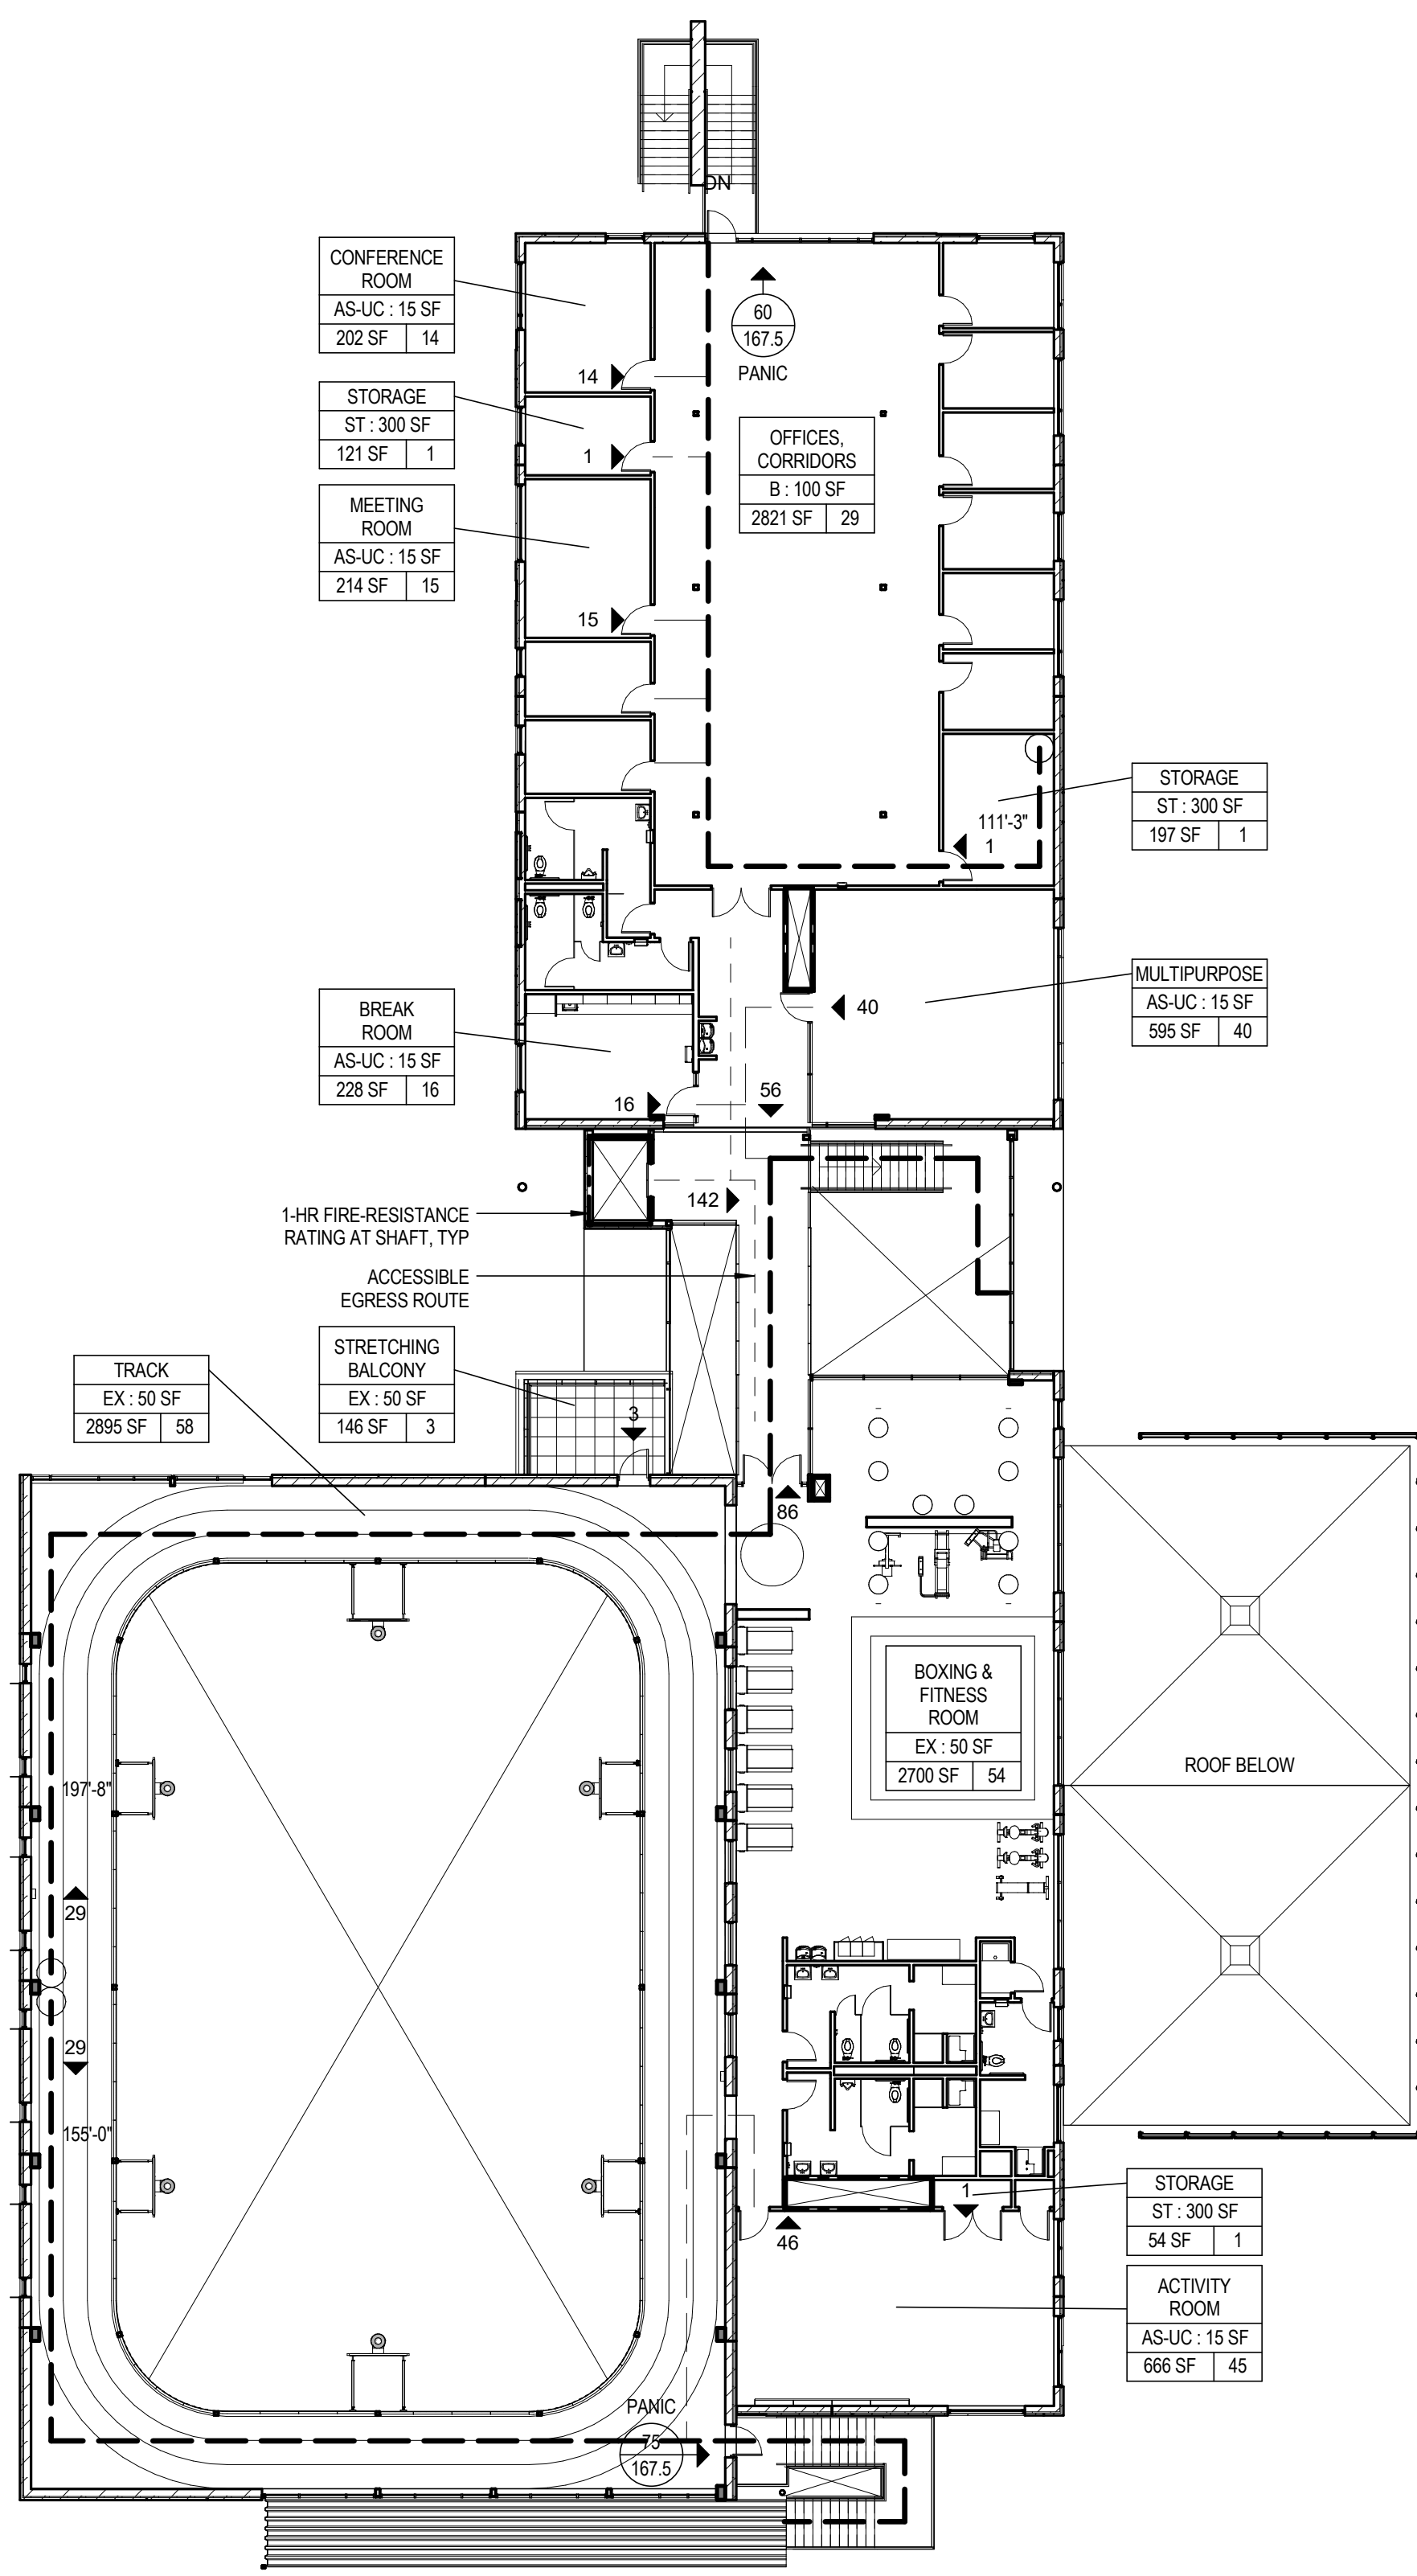 DN
CONFERENCE
ROOM
AS-UC : 15 SF
202 SF 14
60
167.5
PANIC
14
STORAGE
ST : 300 SF
121 SF 1
1
OFFICES,
CORRIDORS
B : 100 SF
2821 SF 29
MEETING
ROOM
AS-UC : 15 SF
214 SF 15
15
STORAGE
ST : 300 SF
197 SF 1
111'-3"
1
MULTIPURPOSE
AS-UC : 15 SF
595 SF 40
40
BREAK
ROOM
AS-UC : 15 SF
228 SF 16
16
56
142
1-HR FIRE-RESISTANCE
RATING AT SHAFT, TYP
ACCESSIBLE
EGRESS ROUTE
STRETCHING
BALCONY
EX : 50 SF
146 SF 3
3
TRACK
EX : 50 SF
2895 SF 58
86
BOXING &
FITNESS
ROOM
EX : 50 SF
2700 SF 54
ROOF BELOW
197'-8"
29
29
155'-0"
STORAGE
ST : 300 SF
54 SF 1
1
46
ACTIVITY
ROOM
AS-UC : 15 SF
666 SF 45
PANIC
75
167.5